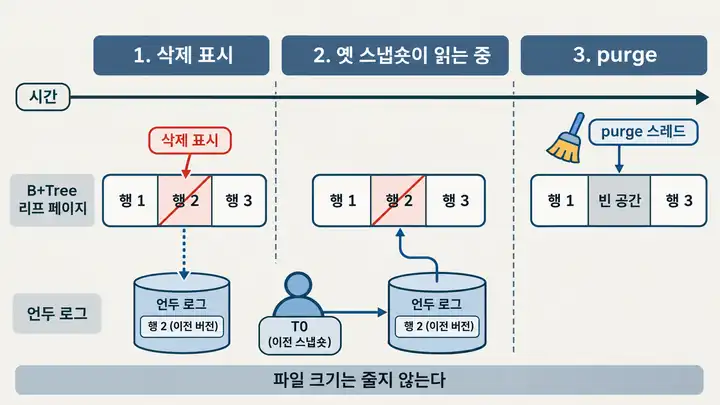 1. 삭제 표시
2. 옛 스냅숏이 읽는 중
3. purge
시간
삭제 표시
purge 스레드
B+Tree
리프 페이지
행 1
행 2
행 3
행 1
행 2
행 3
행 1
빈 공간
행 3
언두 로그
언두 로그
행 2 (이전 버전)
T0
(이전 스냅숏)
언두 로그
행 2 (이전 버전)
파일 크기는 줄지 않는다